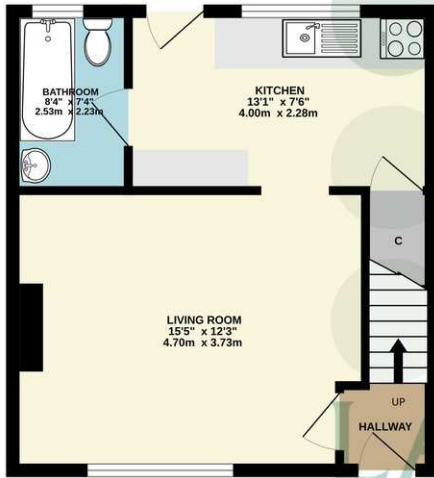 BATHROOM
8'4" x 7'4"
2.53m x 2.23m
KITCHEN
13'1" x 7'6"
4.00m x 2.28m
C
LIVING ROOM
15'5" x 12'3"
4.70m x 3.73m
UP
HALLWAY